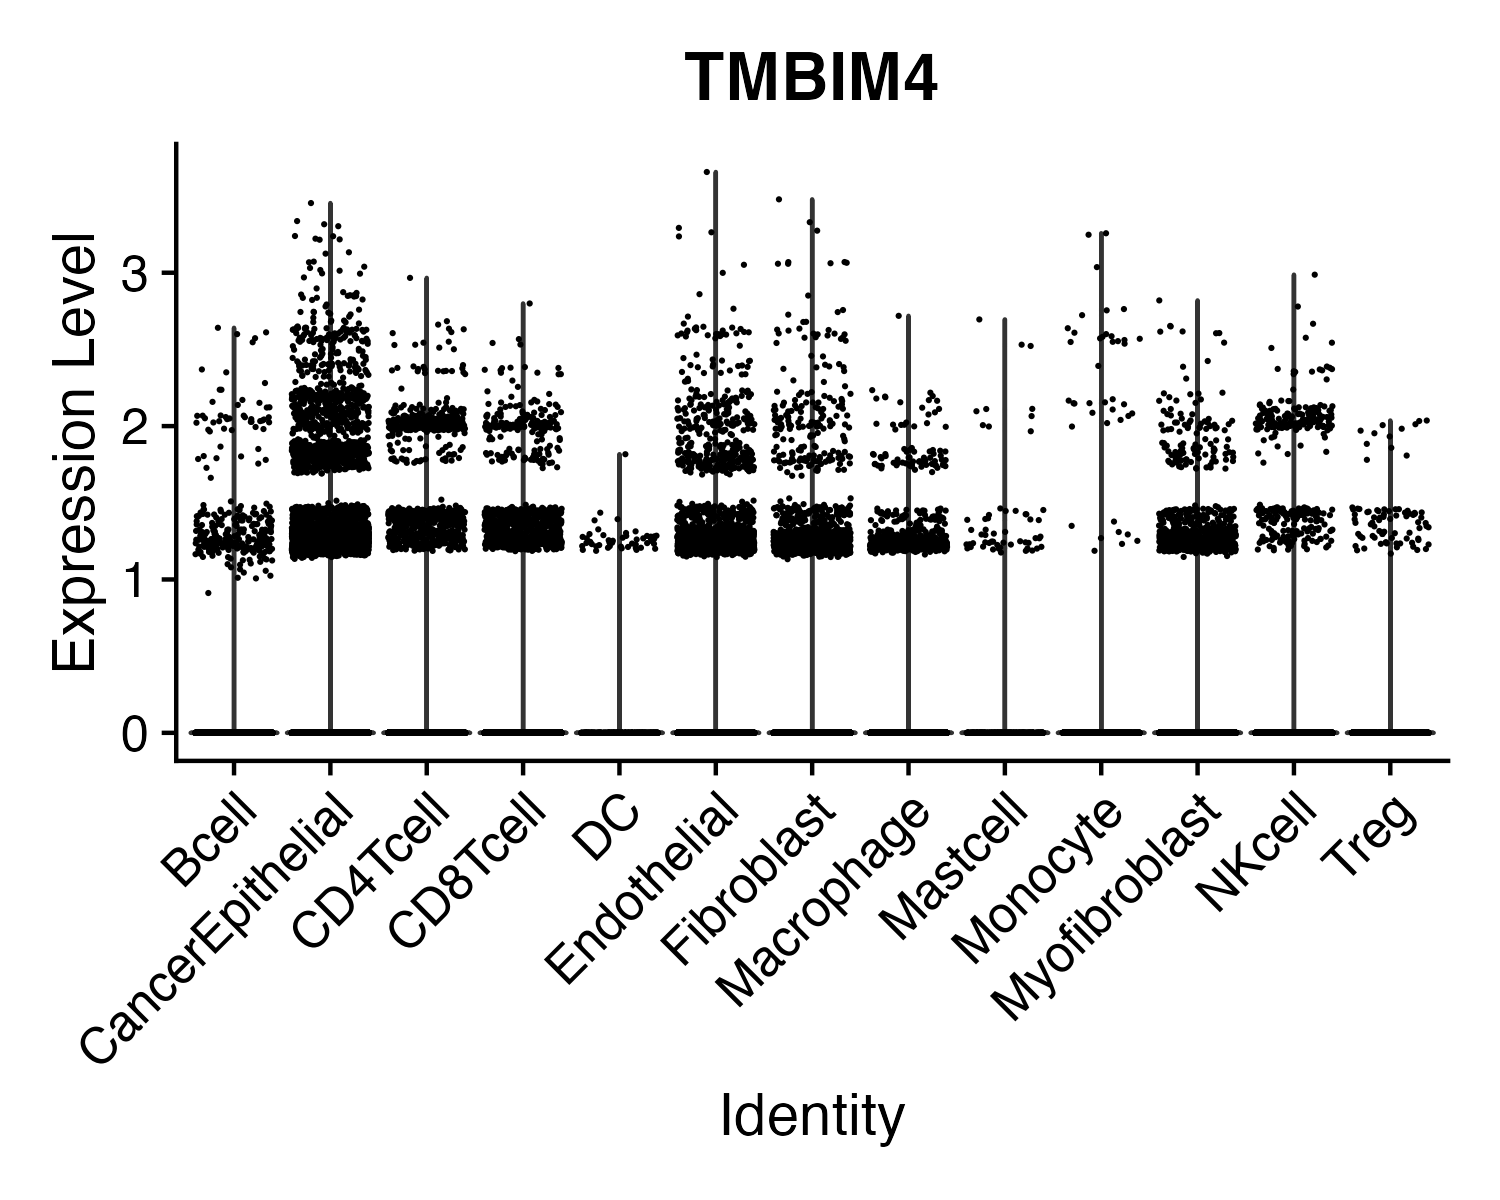 TMBIM4
Expression Level
3
2
1
0
Bcell
CancerEpithelial
CD4Tcell
CD8Tcell
DC
Endothelial
Fibroblast
Macrophage
Mastcell
Monocyte
Myofibroblast
NKcell
Treg
Identity